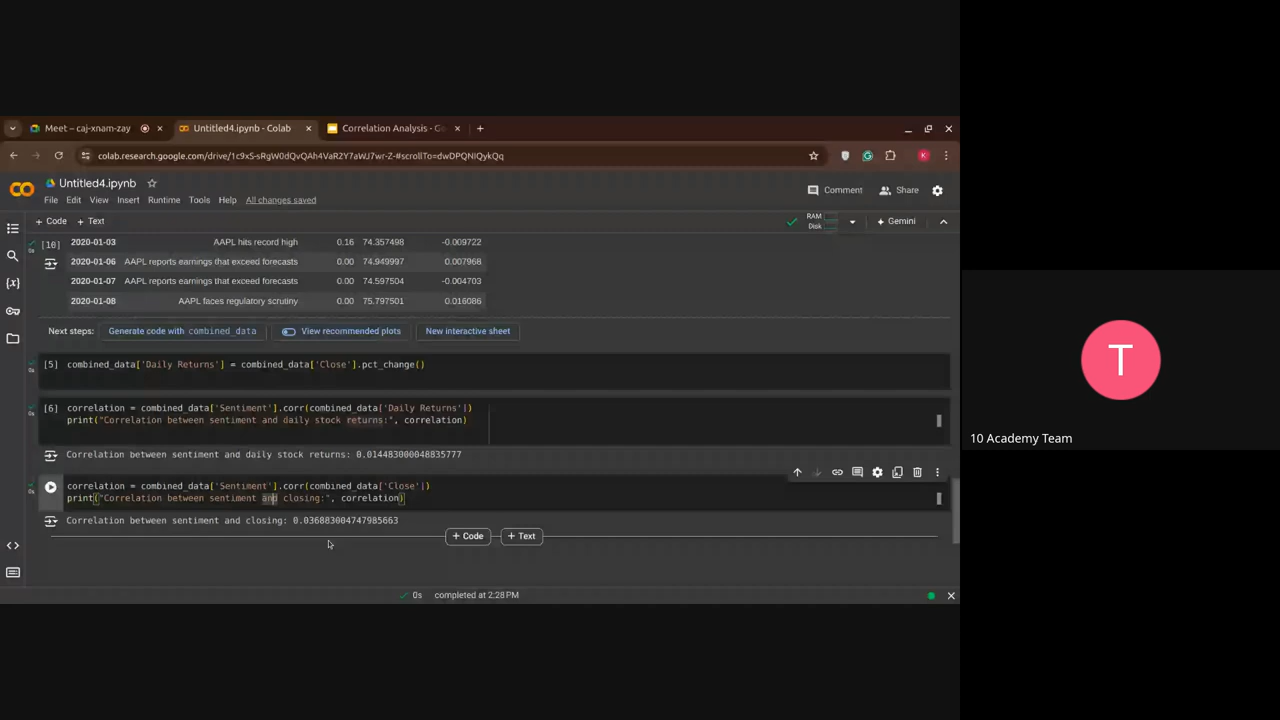 Meet – caj-xnam-zay
Untitled4.ipynb - Colab
Correlation Analysis - Go
colab.research.google.com/drive/1c9xS-sRgW0dQvQAh4VaR2Y7aWJ7wr-Z-#scrollTo=dwDPQNIQykQq
K
CO
Untitled4.ipynb
Comment
Share
File Edit View Insert Runtime Tools Help All changes saved
+ Code + Text
RAM
Disk
Gemini
[10]
2020-01-03 AAPL hits record high 0.16 74.357498 -0.009722
2020-01-06 AAPL reports earnings that exceed forecasts 0.00 74.949997 0.007968
2020-01-07 AAPL reports earnings that exceed forecasts 0.00 74.597504 -0.004703
2020-01-08 AAPL faces regulatory scrutiny 0.00 75.797501 0.016086
Next steps: Generate code with combined_data View recommended plots New interactive sheet
[5] combined_data['Daily Returns'] = combined_data['Close'].pct_change()
0s
[6] correlation = combined_data['Sentiment'].corr(combined_data['Daily Returns'])
print("Correlation between sentiment and daily stock returns:", correlation)
0s
Correlation between sentiment and daily stock returns: 0.014483000048835777
correlation = combined_data['Sentiment'].corr(combined_data['Close'])
print("Correlation between sentiment and closing:", correlation)
0s
Correlation between sentiment and closing: 0.036883004747985663
+ Code + Text
0s completed at 2:28 PM
T
10 Academy Team